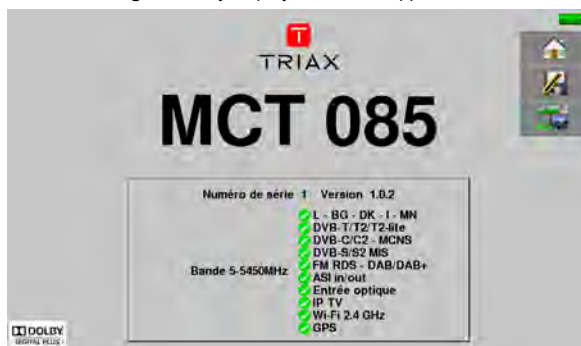 TRIAX
MCT 085
Numéro de série 1 Version 1.0.2
L - BG - DK - I - MN
DVB-T/T2/T2-lite
DVB-C/C2 - MCNS
DVB-S/S2 MIS
Bande 5-5450MHz
FM RDS - DAB/DAB+
ASI in/out
Entrée optique
IP TV
Wi-Fi 2.4 GHz
GPS
DOLBY
DIGITAL PLUS